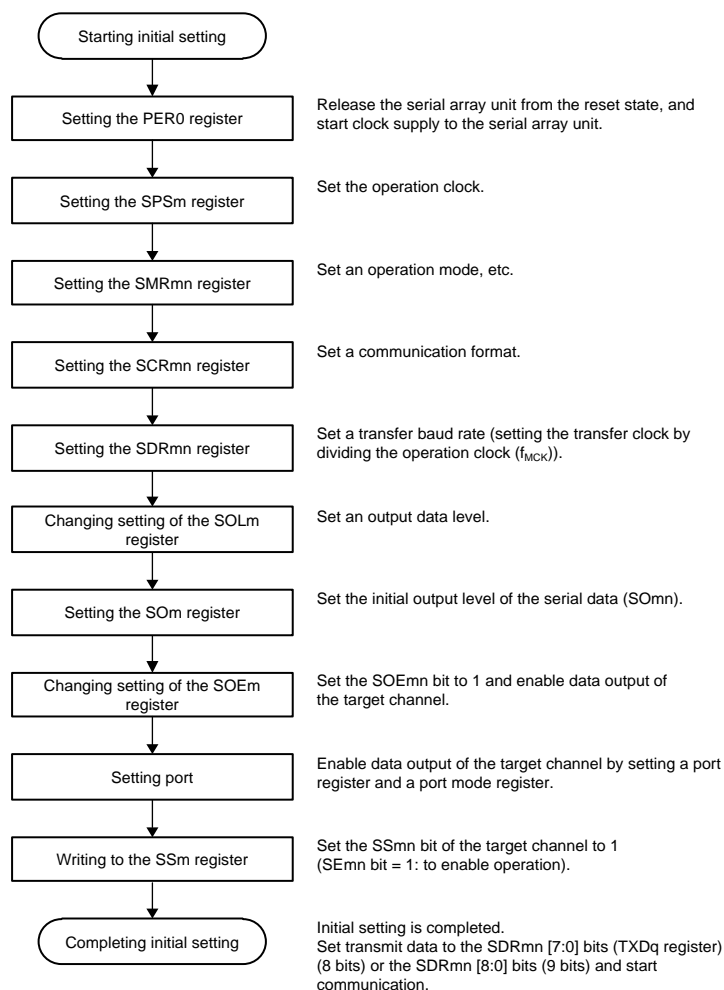 Starting initial setting
Setting the PER0 register
Release the serial array unit from the reset state, and
start clock supply to the serial array unit.
Setting the SPSm register
Set the operation clock.
Setting the SMRmn register
Set an operation mode, etc.
Setting the SCRmn register
Set a communication format.
Setting the SDRmn register
Set a transfer baud rate (setting the transfer clock by
dividing the operation clock (fMCK)).
Changing setting of the SOLm
register
Set an output data level.
Setting the SOm register
Set the initial output level of the serial data (SOmn).
Changing setting of the SOEm
register
Set the SOEmn bit to 1 and enable data output of
the target channel.
Setting port
Enable data output of the target channel by setting a port
register and a port mode register.
Writing to the SSm register
Set the SSmn bit of the target channel to 1
(SEmn bit = 1: to enable operation).
Completing initial setting
Initial setting is completed.
Set transmit data to the SDRmn [7:0] bits (TXDq register)
(8 bits) or the SDRmn [8:0] bits (9 bits) and start
communication.